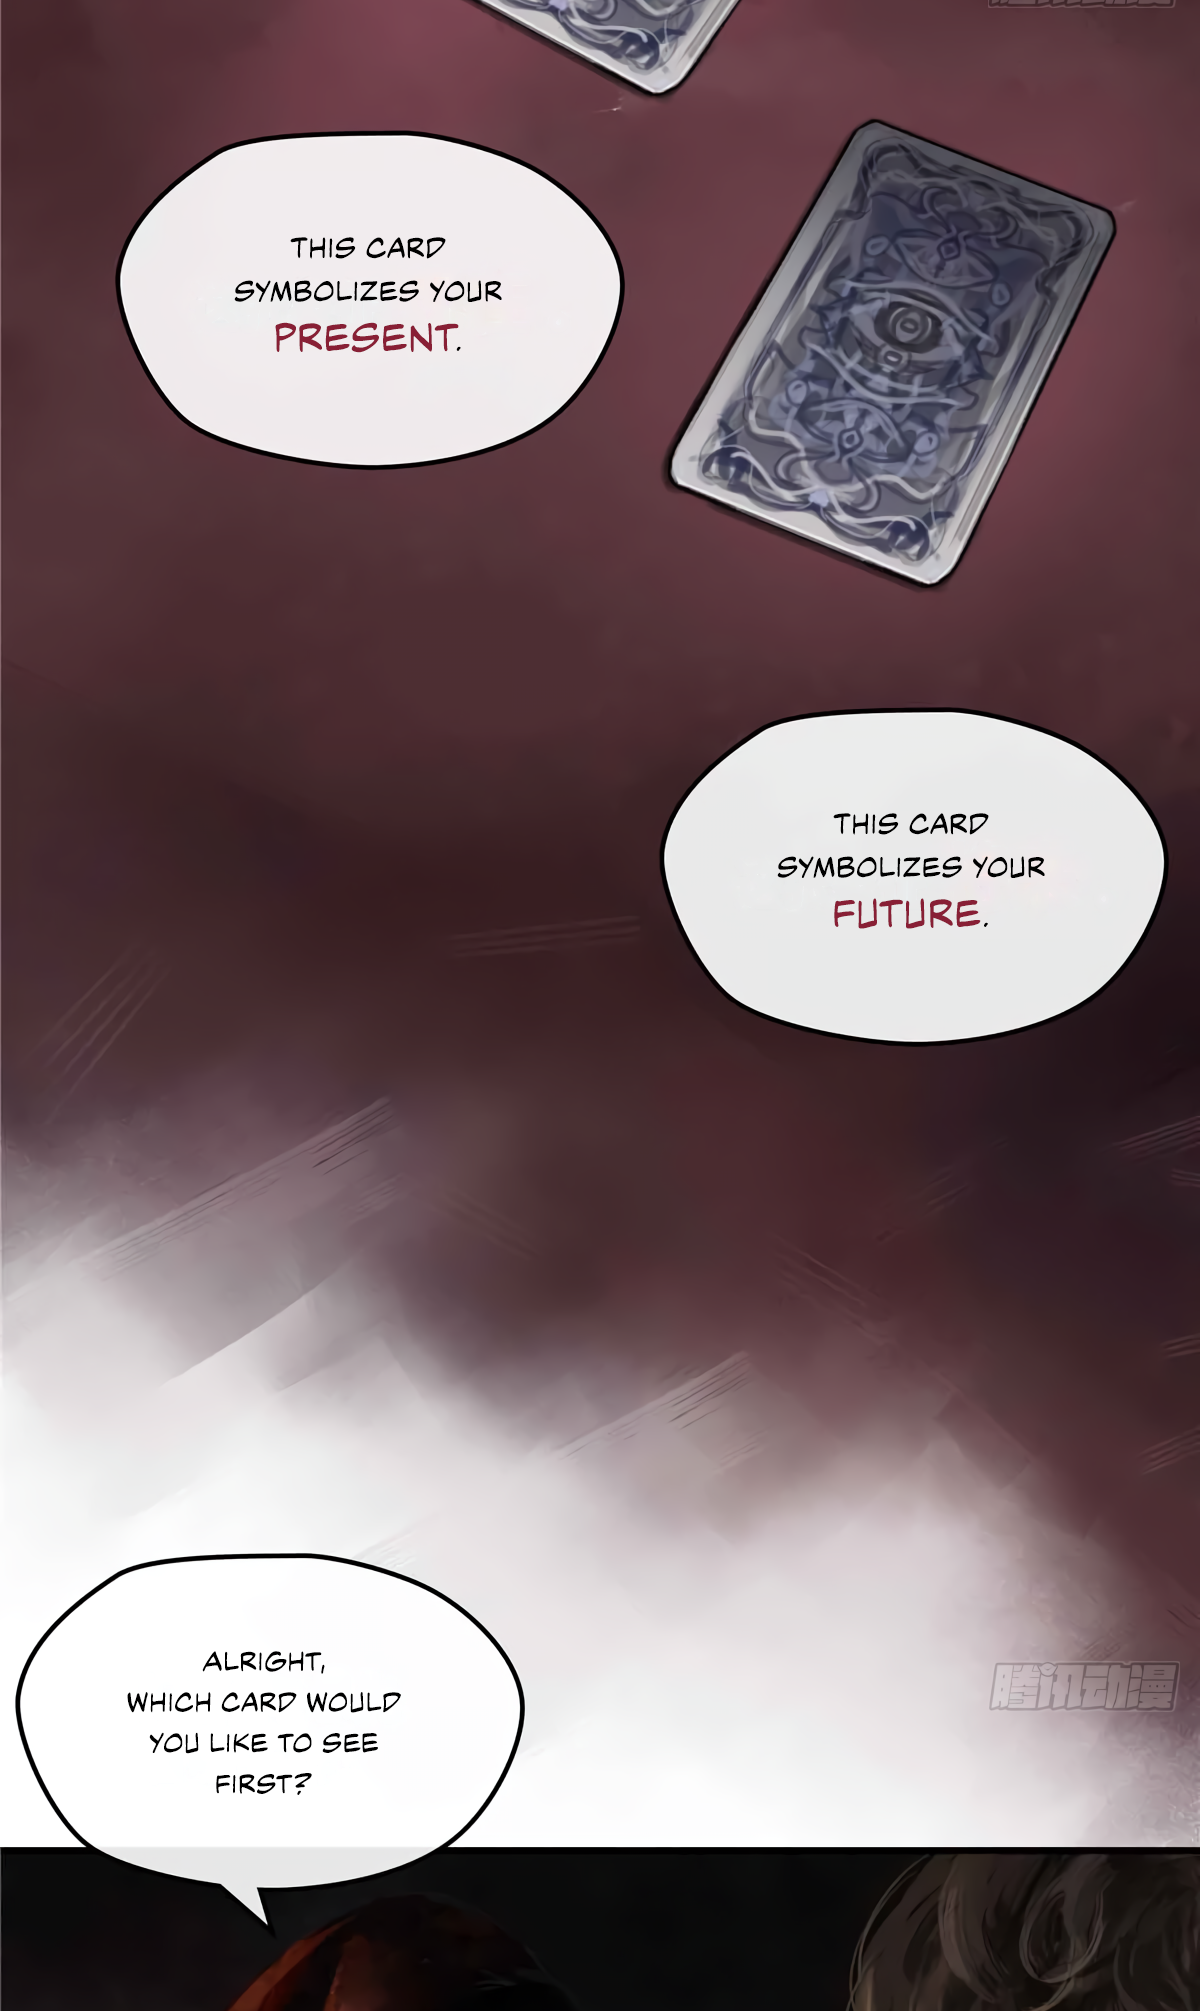 THIS CARD
SYMBOLIZES YOUR
PRESENT.
THIS CARD
SYMBOLIZES YOUR
FUTURE.
ALRIGHT,
WHICH CARD WOULD
YOU LIKE TO SEE
FIRST?
腾讯动漫